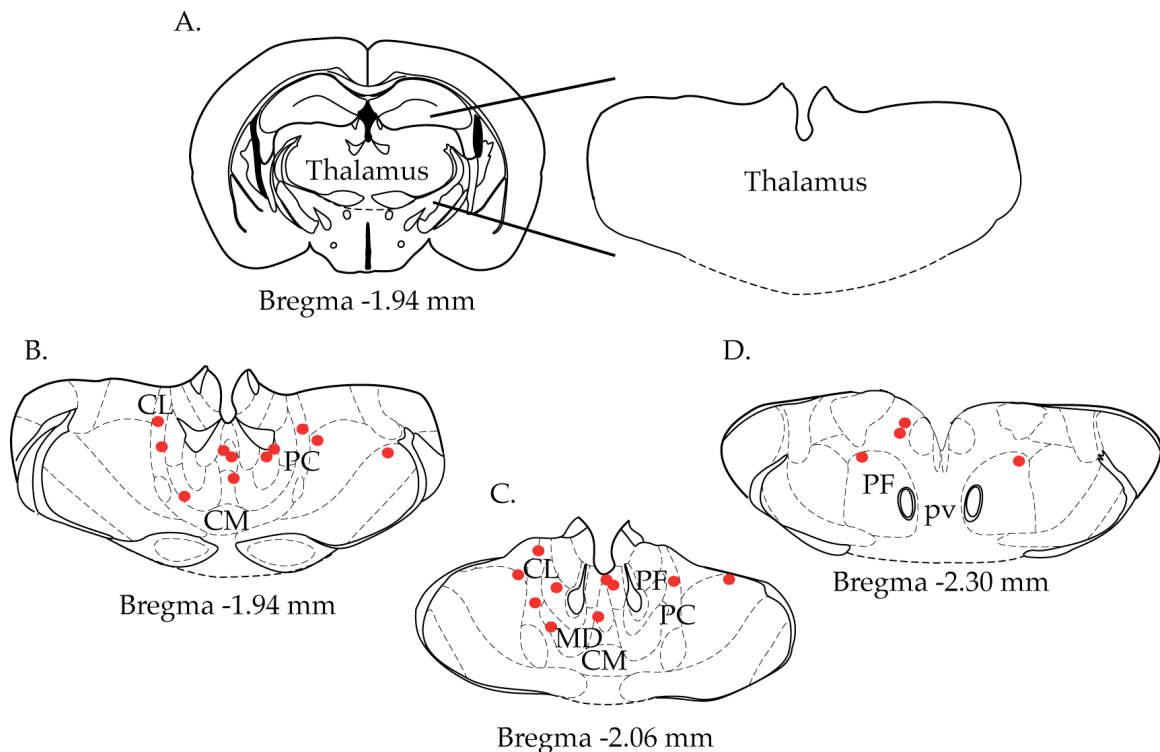 A.
Thalamus
Thalamus
Bregma -1.94 mm
B.
CL
PC
CM
Bregma -1.94 mm
C.
CL
PF
PC
MD
CM
Bregma -2.06 mm
D.
PF
pv
Bregma -2.30 mm